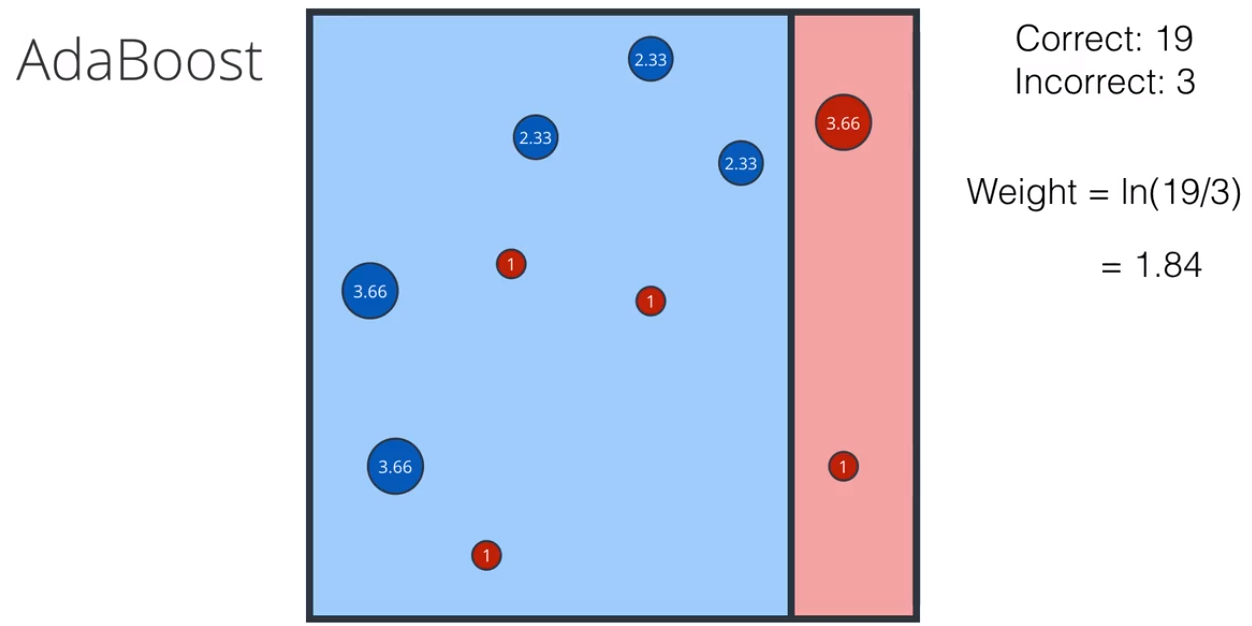 AdaBoost
Correct: 19
Incorrect: 3
Weight = ln(19/3)
= 1.84
2.33
2.33
2.33
3.66
3.66
1
1
3.66
1
1